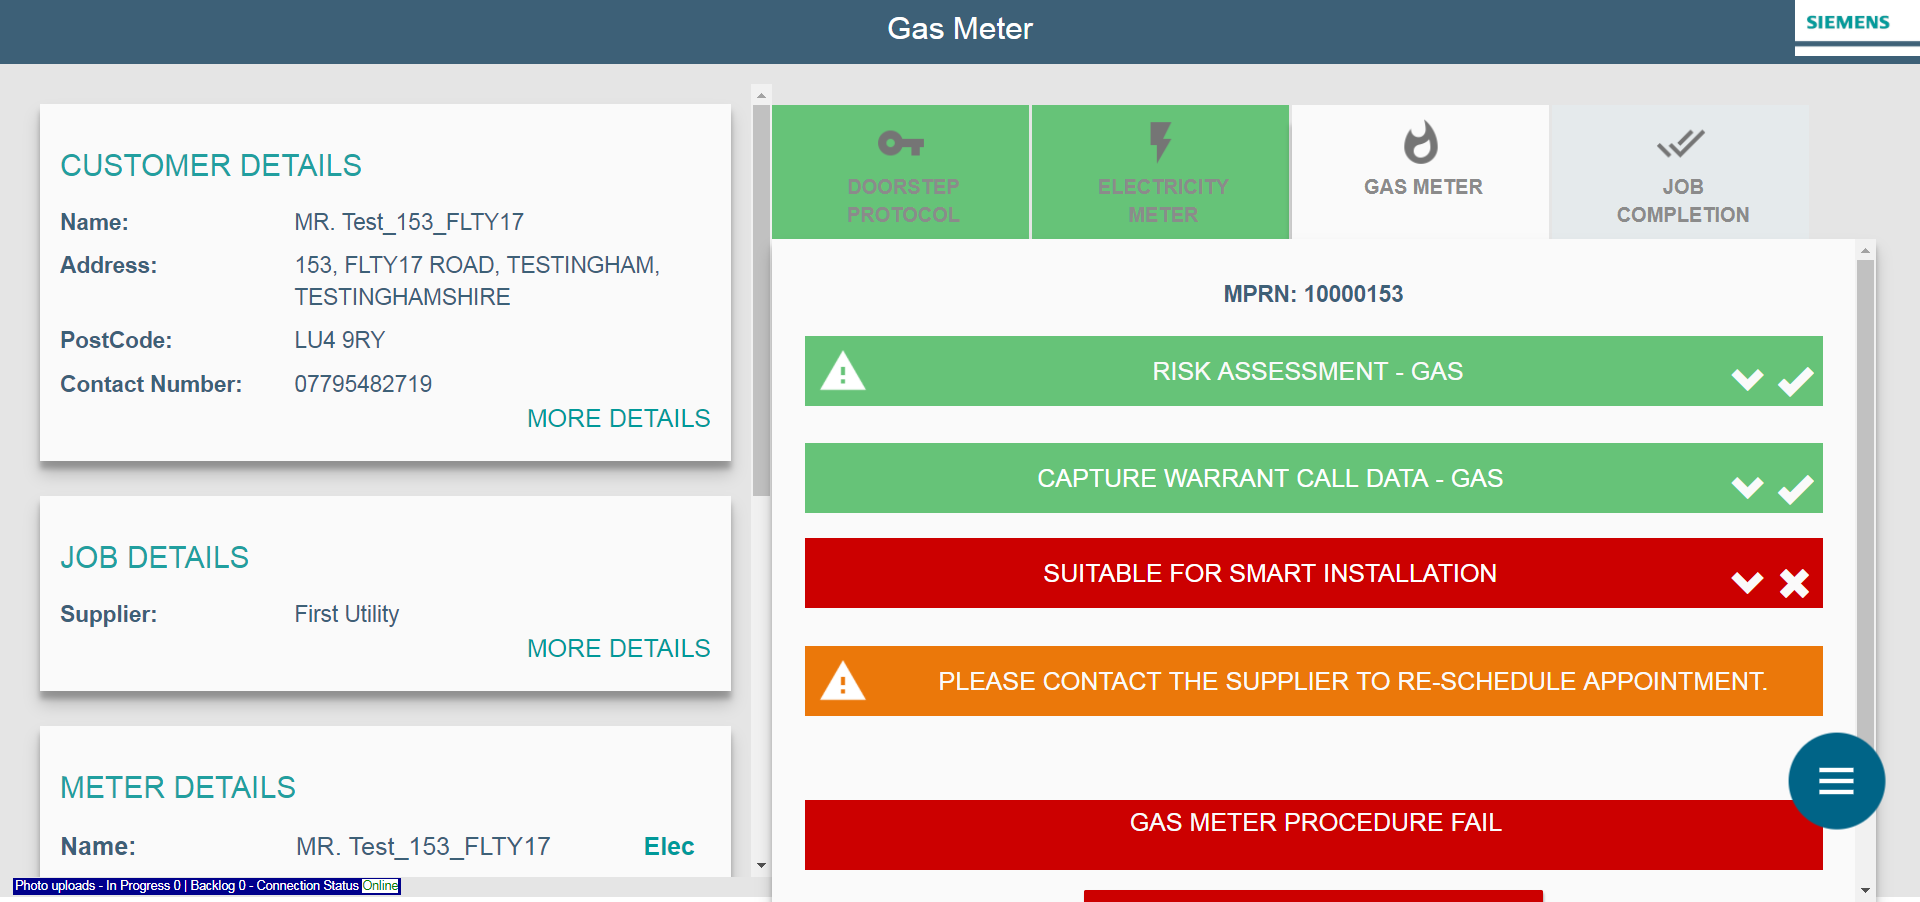 Gas Meter
SIEMENS
CUSTOMER DETAILS
Name: MR. Test_153_FLTY17
Address: 153, FLTY17 ROAD, TESTINGHAM,
TESTINGHAMSHIRE
PostCode: LU4 9RY
Contact Number: 07795482719
MORE DETAILS
JOB DETAILS
Supplier: First Utility
MORE DETAILS
METER DETAILS
Name: MR. Test_153_FLTY17 Elec
Photo uploads - In Progress 0 | Backlog 0 - Connection Status Online
DOORSTEP
PROTOCOL
ELECTRICITY
METER
GAS METER
JOB
COMPLETION
MPRN: 10000153
RISK ASSESSMENT - GAS
CAPTURE WARRANT CALL DATA - GAS
SUITABLE FOR SMART INSTALLATION
PLEASE CONTACT THE SUPPLIER TO RE-SCHEDULE APPOINTMENT.
GAS METER PROCEDURE FAIL